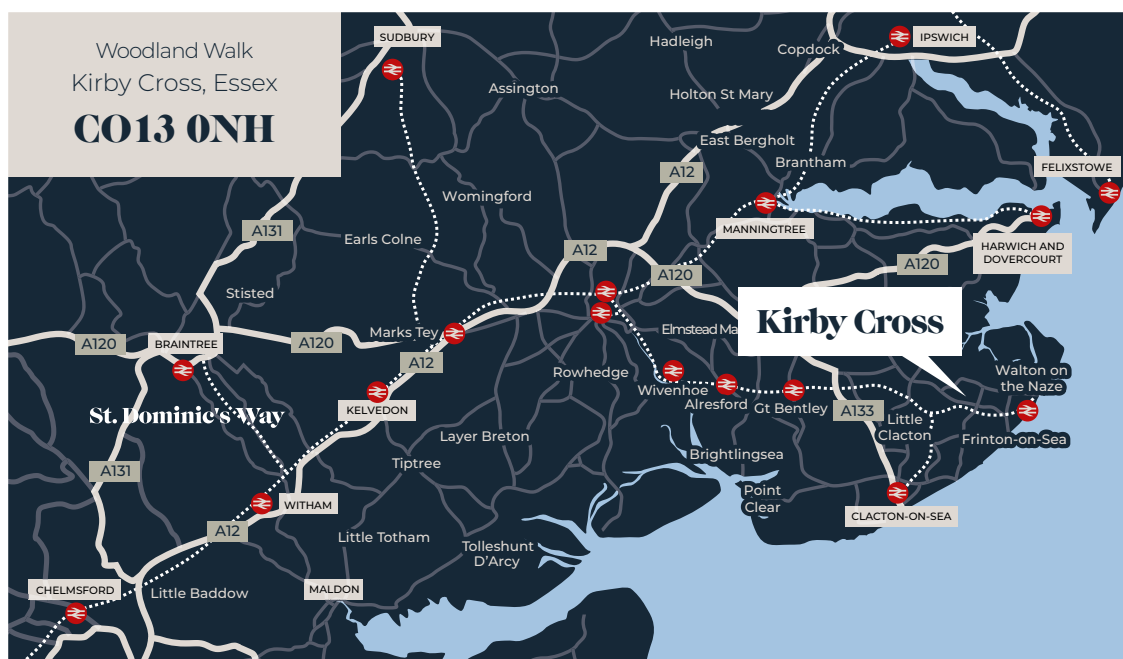 Woodland Walk
Kirby Cross, Essex
CO13 0NH
SUDBURY
Hadleigh
Copdock
IPSWICH
Assington
Holton St Mary
East Bergholt
Brantham
FELIXSTOWE
A12
Womingford
MANNINGTREE
A131
Earls Colne
A12
HARWICH AND
DOVERCOURT
A120
A120
Stisted
Kirby Cross
Marks Tey
Elmstead Ma
A120
BRAINTREE
A120
A12
Rowhedge
Walton on
the Naze
Wivenhoe
Alresford
Gt Bentley
KELVEDON
A133
Little
Clacton
St. Dominic's Way
Layer Breton
Frinton-on-Sea
Brightlingsea
A131
Tiptree
Point
Clear
WITHAM
CLACTON-ON-SEA
A12
Little Totham
Tolleshunt
D'Arcy
CHELMSFORD
Little Baddow
MALDON